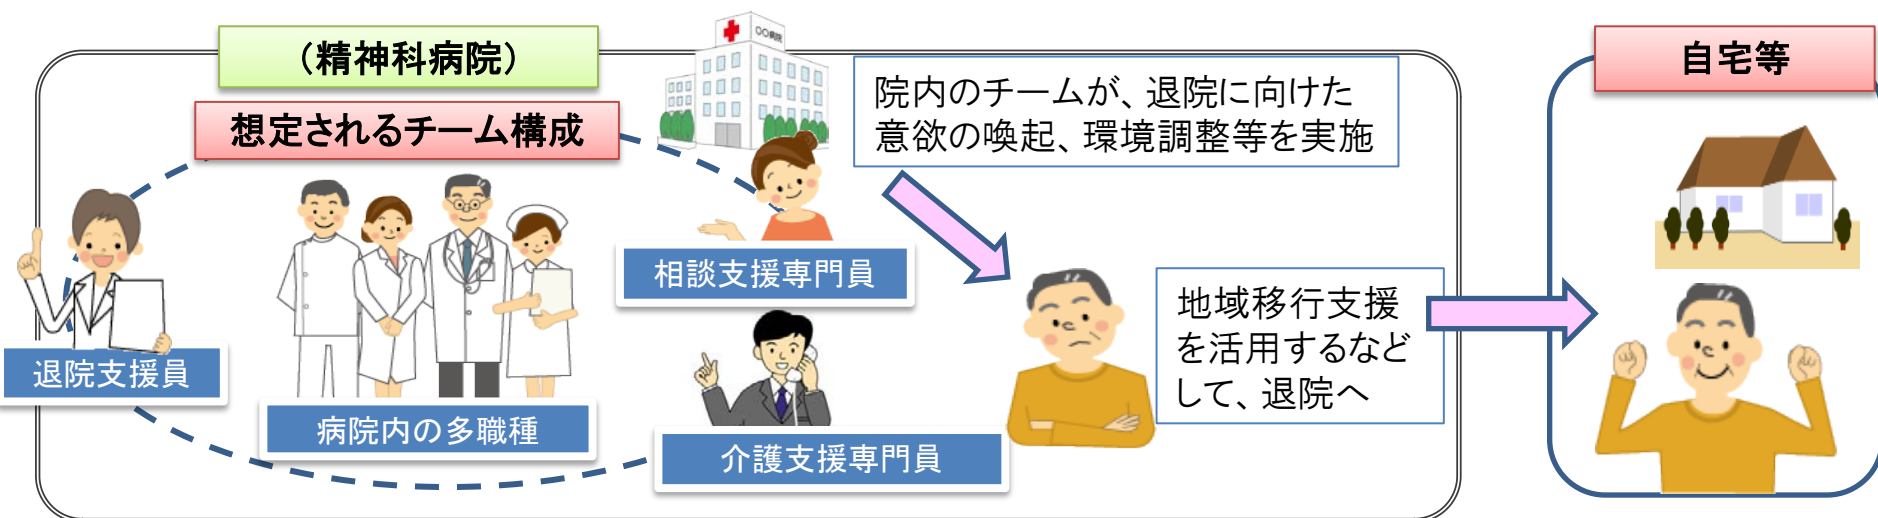 （精神科病院）
想定されるチーム構成
〇〇病院
院内のチームが、退院に向けた
意欲の喚起、環境調整等を実施
自宅等
相談支援専門員
退院支援員
病院内の多職種
介護支援専門員
地域移行支援
を活用するなど
して、退院へ